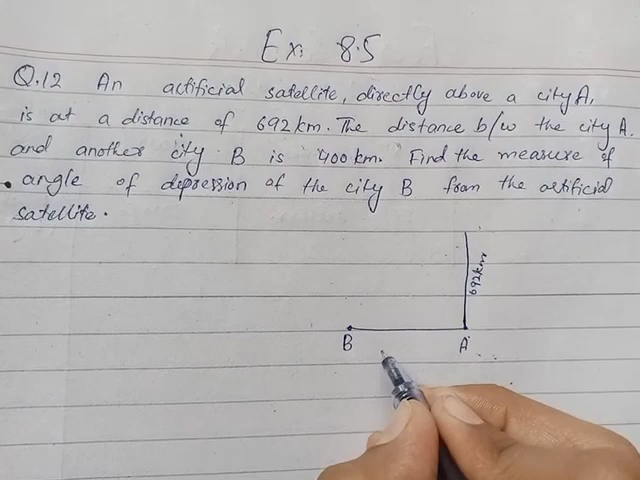 Ex: 8.5
Q.12 An artificial satellite, directly above a city A,
is at a distance of 692 km. The distance b/w the city A.
and another city B is 400 km. Find the measure of
angle of depression of the city B from the artificial
satellite.
692km
B A